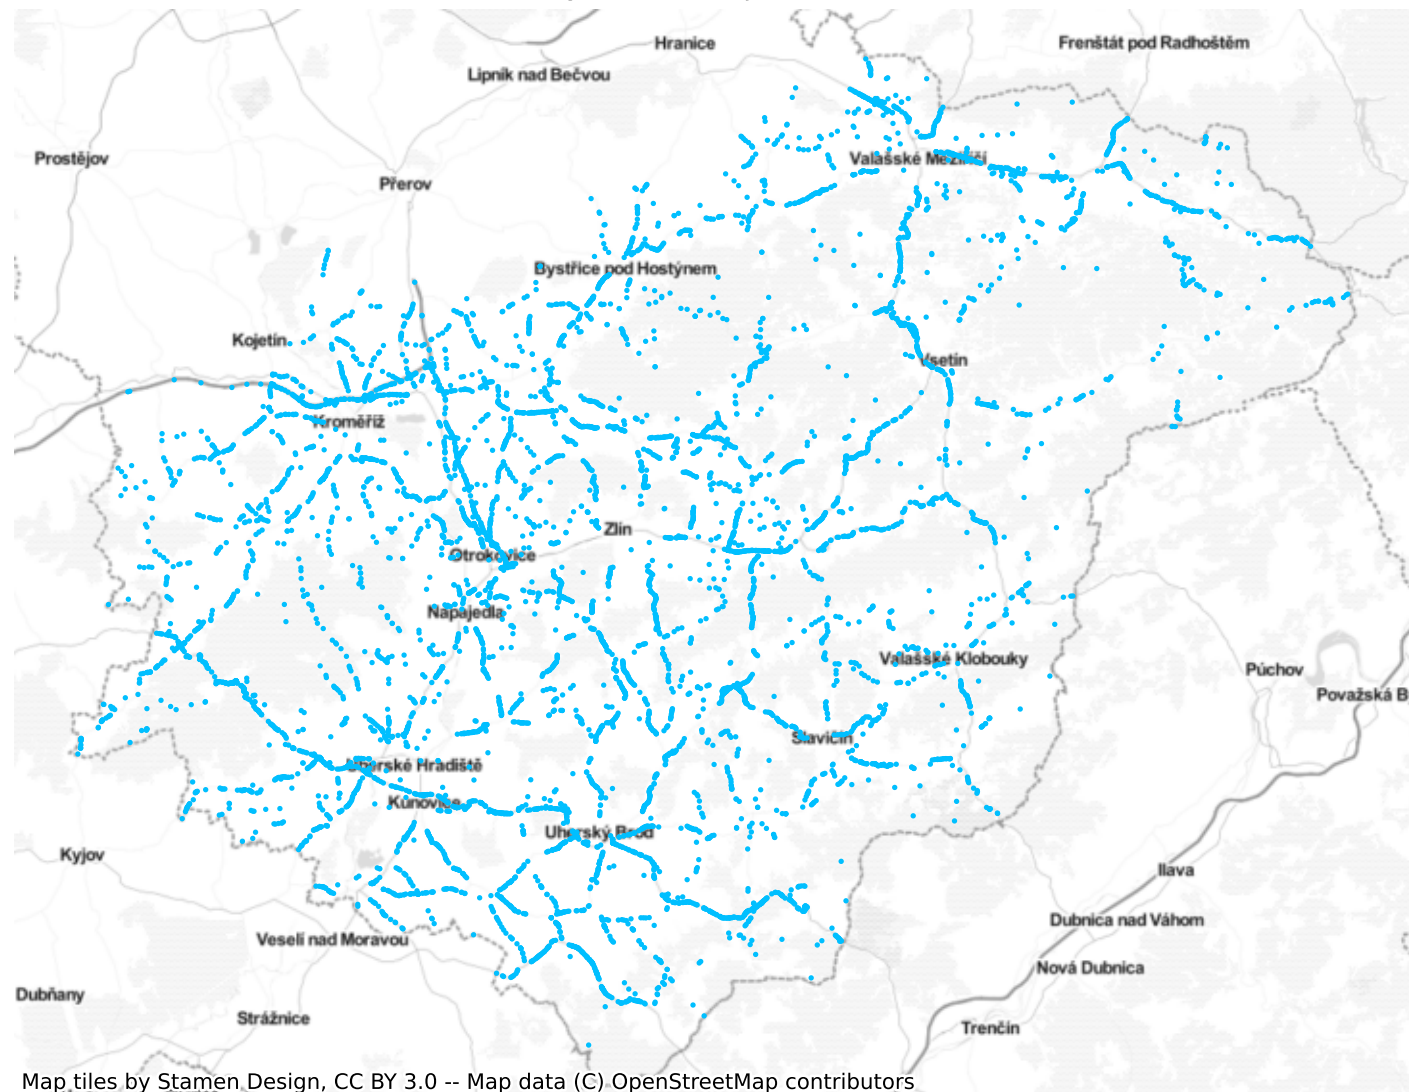 Hranice
Frenštát pod Radhoštěm
Lipník nad Bečvou
Prostějov
Valašské Meziříčí
Přerov
Bystřice pod Hostýnem
Kojetín
Vsetín
Kroměříž
Zlín
Otrokovice
Napajedla
Valašské Klobouky
Púchov
Považská B
Slavičín
Uherské Hradiště
Kunovice
Uherský Brod
Kyjov
Ilava
Dubnica nad Váhom
Veselí nad Moravou
Nová Dubnica
Dubňany
Strážnice
Trenčín
Map tiles by Stamen Design, CC BY 3.0 -- Map data (C) OpenStreetMap contributors